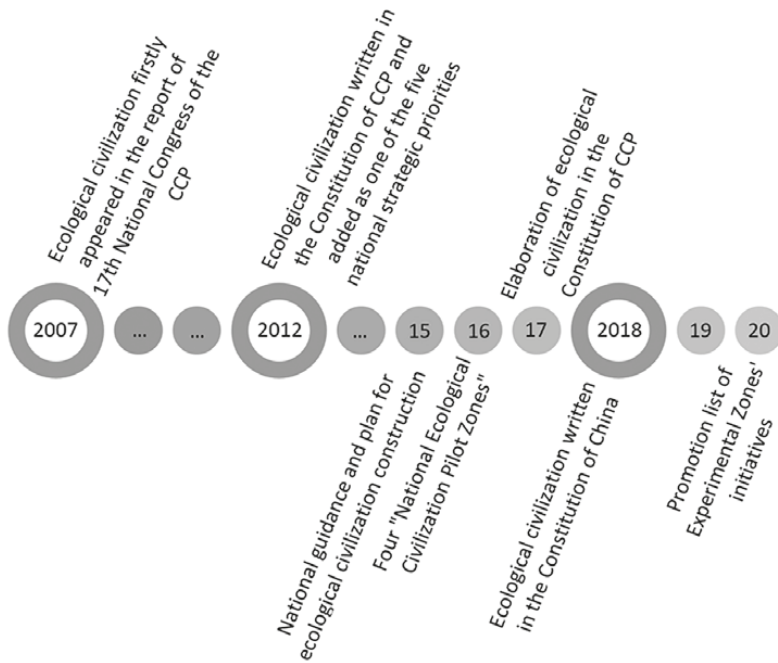 Ecological civilization firstly
appeared in the report of
17th National Congress of the
CCP
Ecological civilization written in
the Constitution of CCP and
added as one of the five
national strategic priorities
Elaboration of ecological
civilization in the
Constitution of CCP
2007
...
...
2012
...
15
16
17
2018
19
20
National guidance and plan for
ecological civilization construction
Four "National Ecological
Civilization Pilot Zones"
Ecological civilization written
in the Constitution of China
Promotion list of
Experimental Zones'
initiatives